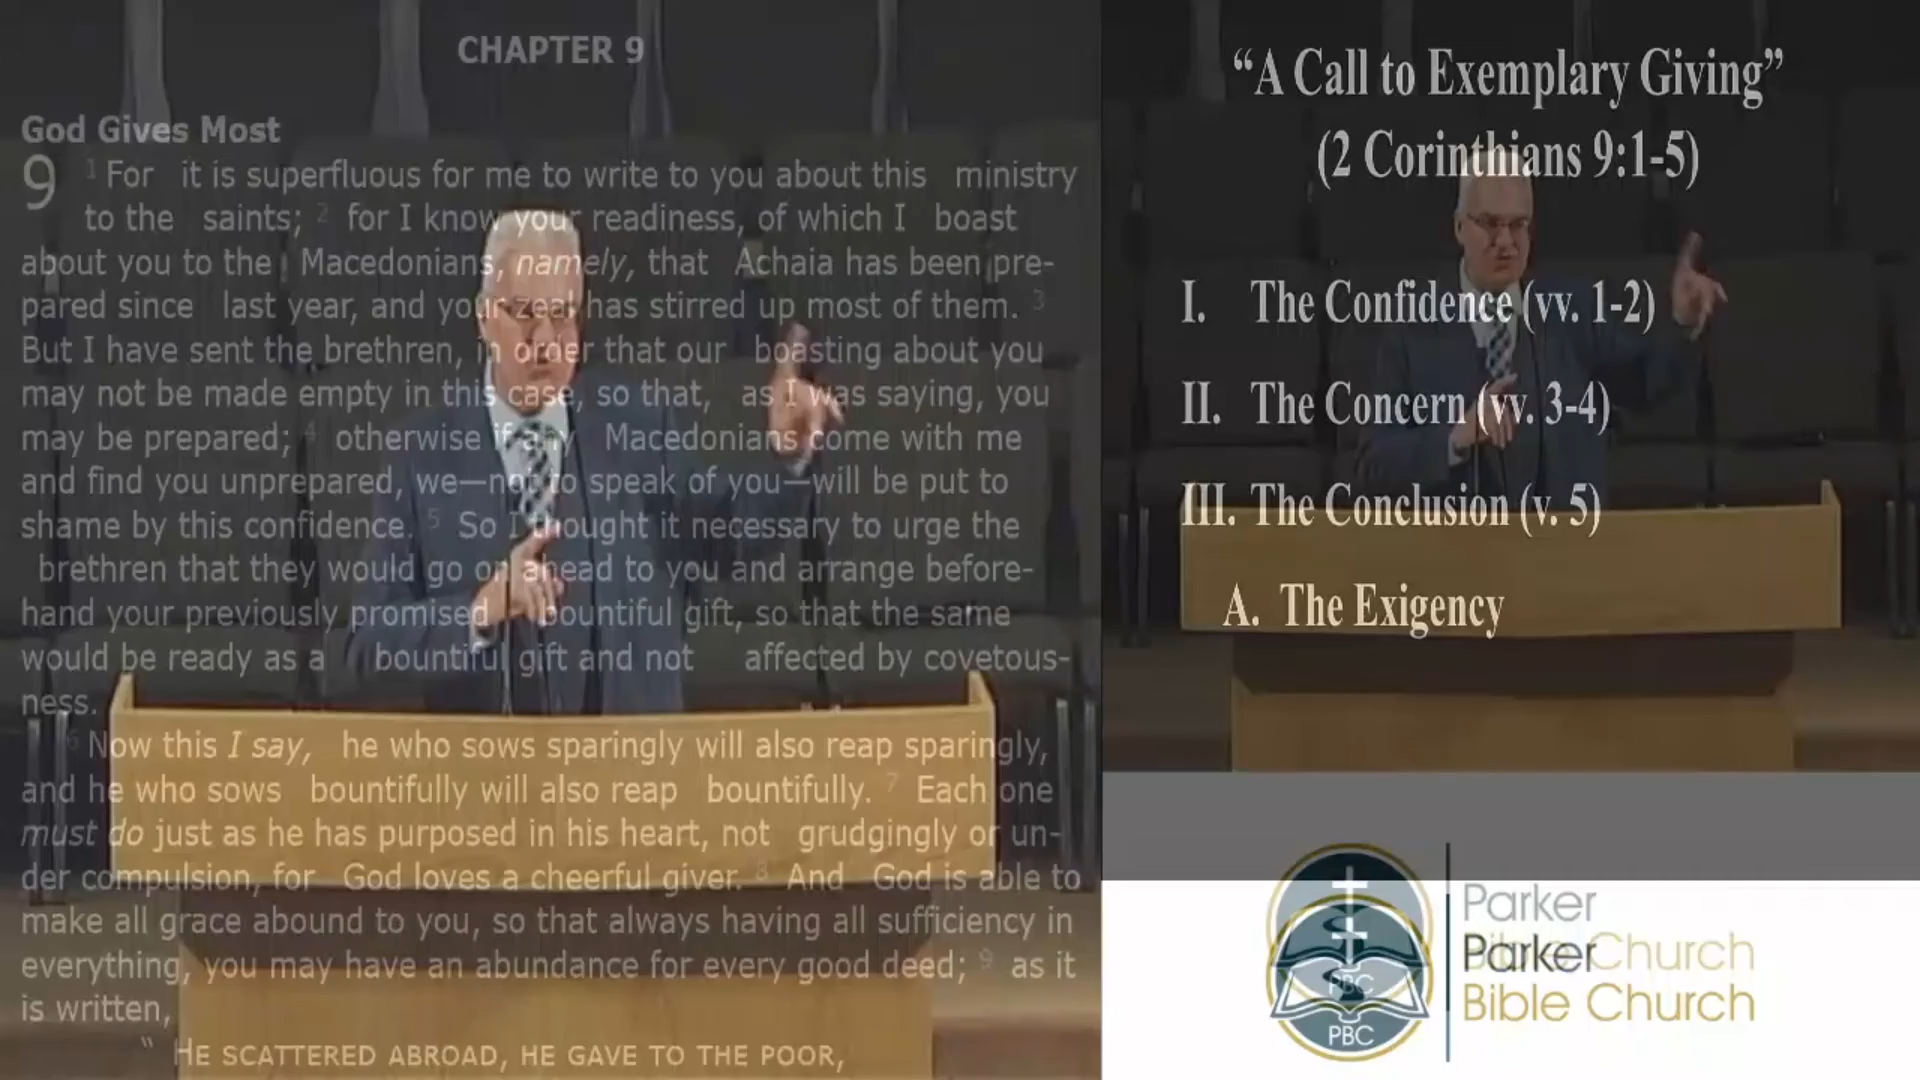 CHAPTER 9
God Gives Most
9 1 For it is superfluous for me to write to you about this ministry
to the saints; 2 for I know your readiness, of which I boast
about you to the Macedonians, namely, that Achaia has been pre-
pared since last year, and your zeal has stirred up most of them. 3
But I have sent the brethren, in order that our boasting about you
may not be made empty in this case, so that, as I was saying, you
may be prepared; 4 otherwise if any Macedonians come with me
and find you unprepared, we—not to speak of you—will be put to
shame by this confidence. 5 So I thought it necessary to urge the
brethren that they would go on ahead to you and arrange before-
hand your previously promised bountiful gift, so that the same
would be ready as a bountiful gift and not affected by covetous-
ness.
6 Now this I say, he who sows sparingly will also reap sparingly,
and he who sows bountifully will also reap bountifully. 7 Each one
must do just as he has purposed in his heart, not grudgingly or un-
der compulsion, for God loves a cheerful giver. 8 And God is able to
make all grace abound to you, so that always having all sufficiency in
everything, you may have an abundance for every good deed; 9 as it
is written,
“ HE SCATTERED ABROAD, HE GAVE TO THE POOR,
“A Call to Exemplary Giving”
(2 Corinthians 9:1-5)
I. The Confidence (vv. 1-2)
II. The Concern (vv. 3-4)
III. The Conclusion (v. 5)
A. The Exigency
PBC
Parker
Bible Church
PBC
Parker
Bible Church